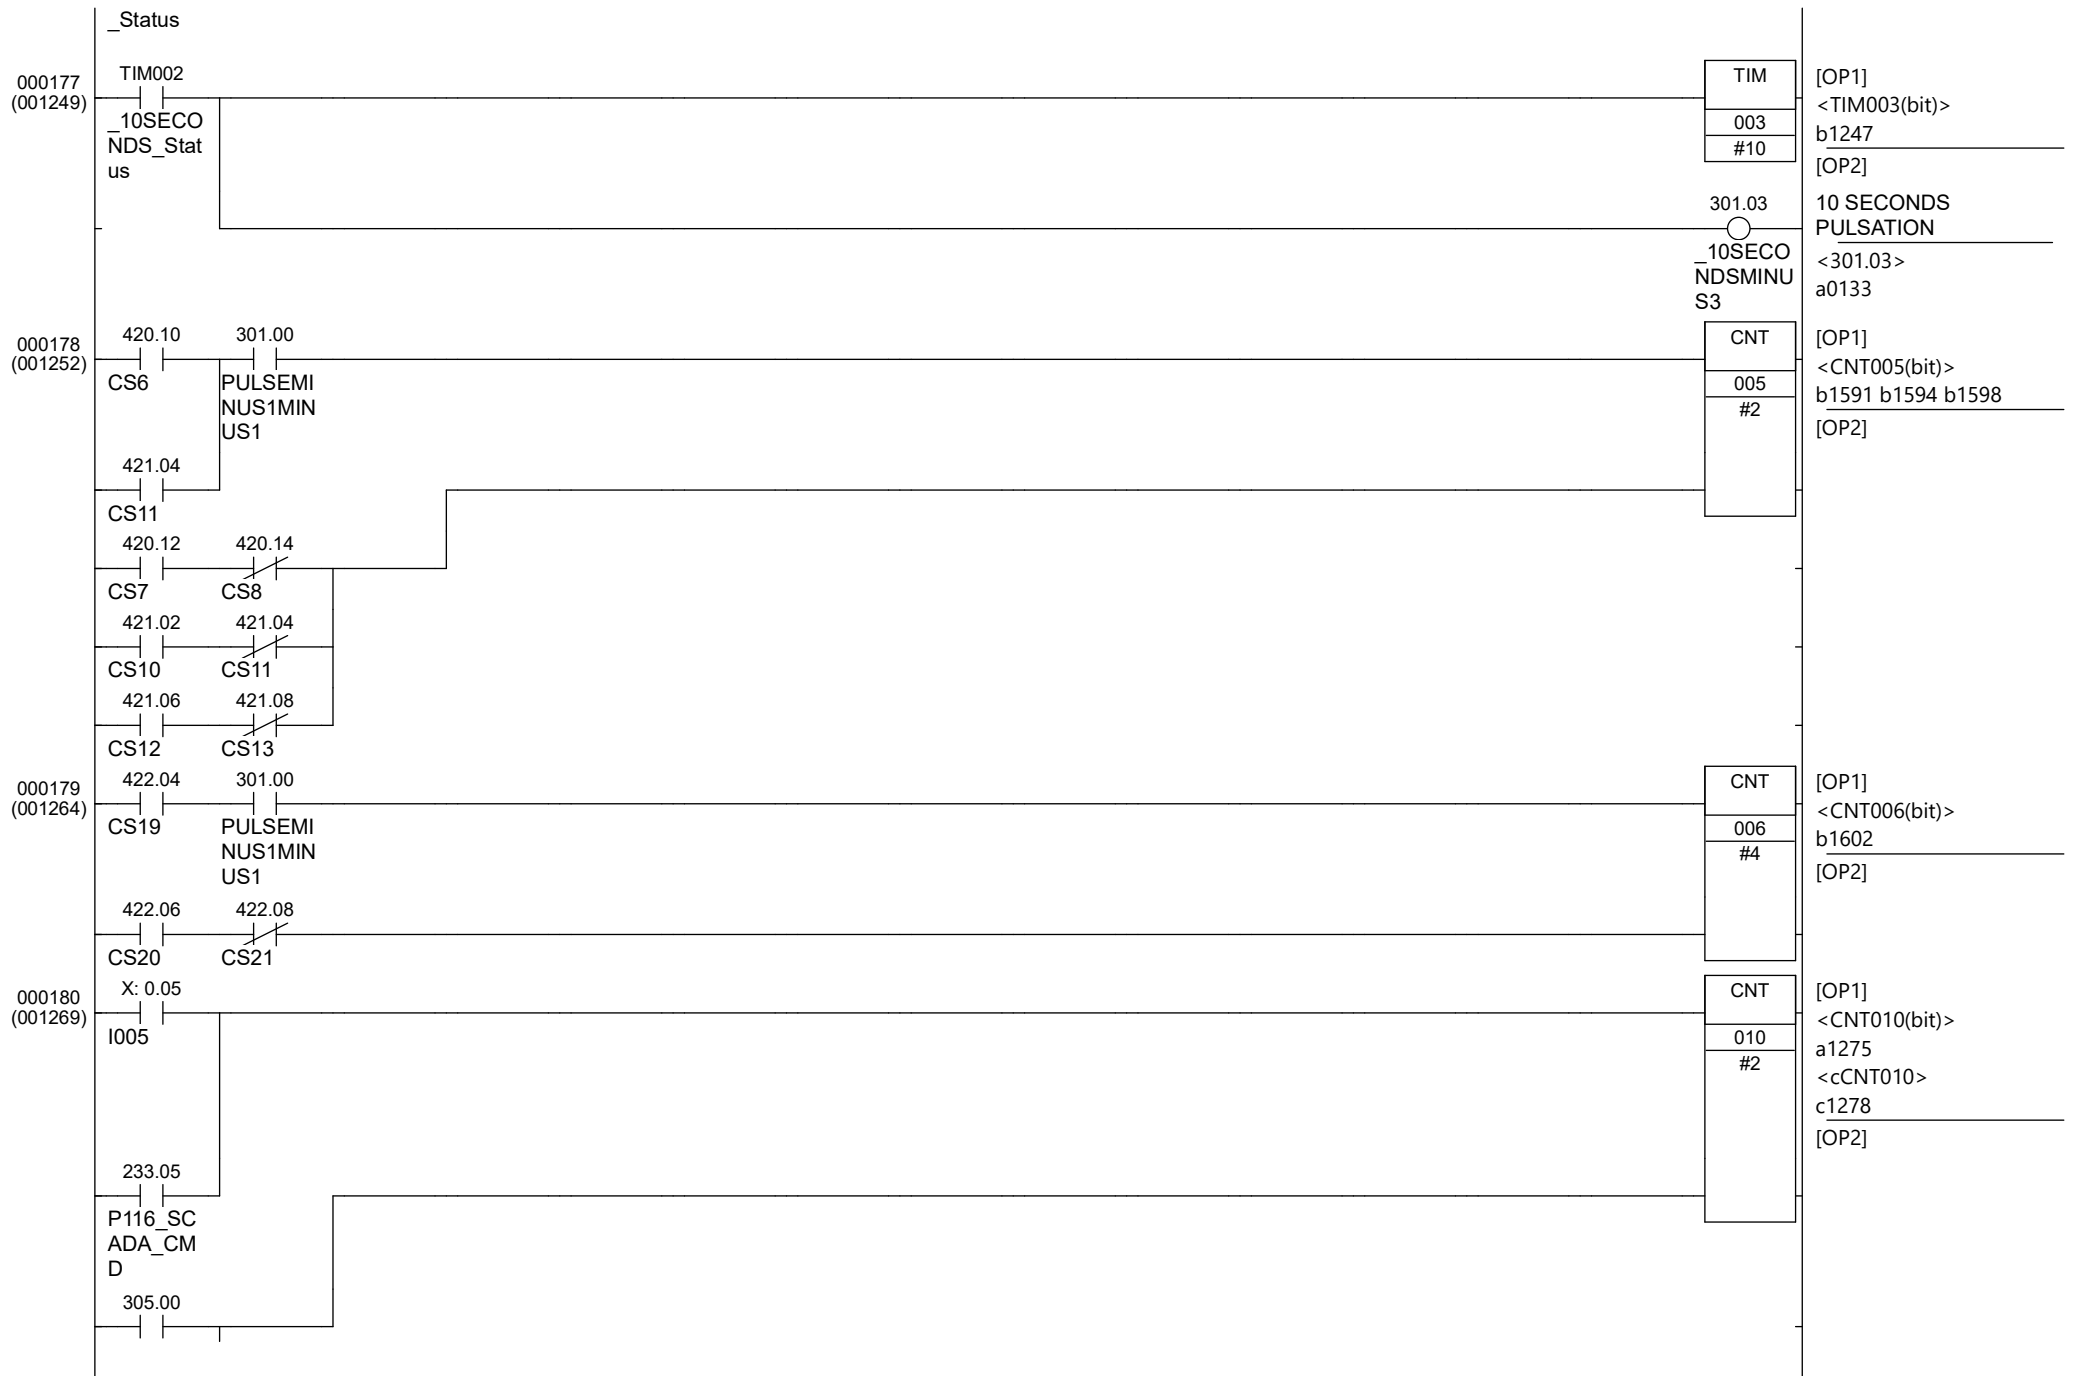 _Status
000177
(001249)
TIM002
_10SECO
NDS_Stat
us
TIM
003
#10
[OP1]
<TIM003(bit)>
b1247
[OP2]
301.03
_10SECO
NDSMINU
S3
10 SECONDS
PULSATION
<301.03>
a0133
000178
(001252)
420.10
CS6
301.00
PULSEMI
NUS1MIN
US1
CNT
005
#2
[OP1]
<CNT005(bit)>
b1591 b1594 b1598
[OP2]
421.04
CS11
420.12
CS7
420.14
CS8
421.02
CS10
421.04
CS11
421.06
CS12
421.08
CS13
000179
(001264)
422.04
CS19
301.00
PULSEMI
NUS1MIN
US1
CNT
006
#4
[OP1]
<CNT006(bit)>
b1602
[OP2]
422.06
CS20
422.08
CS21
000180
(001269)
X: 0.05
I005
CNT
010
#2
[OP1]
<CNT010(bit)>
a1275
<cCNT010>
c1278
[OP2]
233.05
P116_SC
ADA_CM
D
305.00